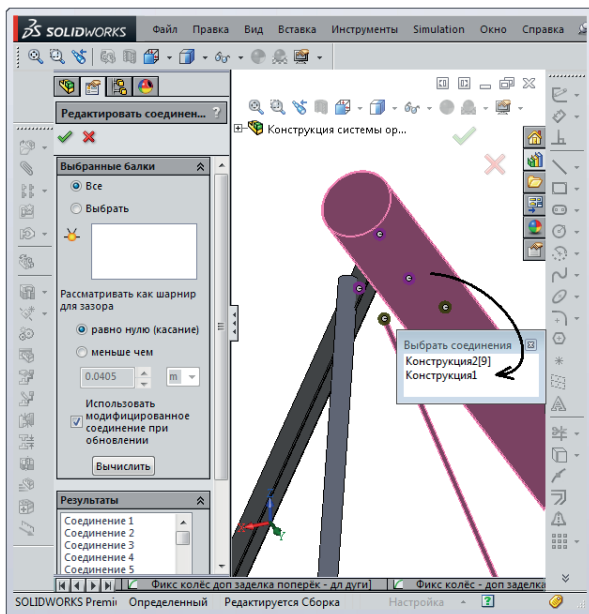 SOLIDWORKS Файл Правка Вид Вставка Инструменты Simulation Окно Справка
Редактировать соединен... ?
Конструкция системы ор...
Выбранные балки
Все
Выбрать
Рассматривать как шарнир
для зазора
равно нулю (касание)
меньше чем
0.0405 m
Использовать
модифицированное
соединение при
обновлении
Вычислить
Выбрать соединения
Конструкция2[9]
Конструкция1
Результаты
Соединение 1
Соединение 2
Соединение 3
Соединение 4
Соединение 5
Фикс колёс доп заделка поперёк - дл дуги] Фикс колёс - доп заделка
SOLIDWORKS Premiu Определенный Редактируется Сборка Настройка ?